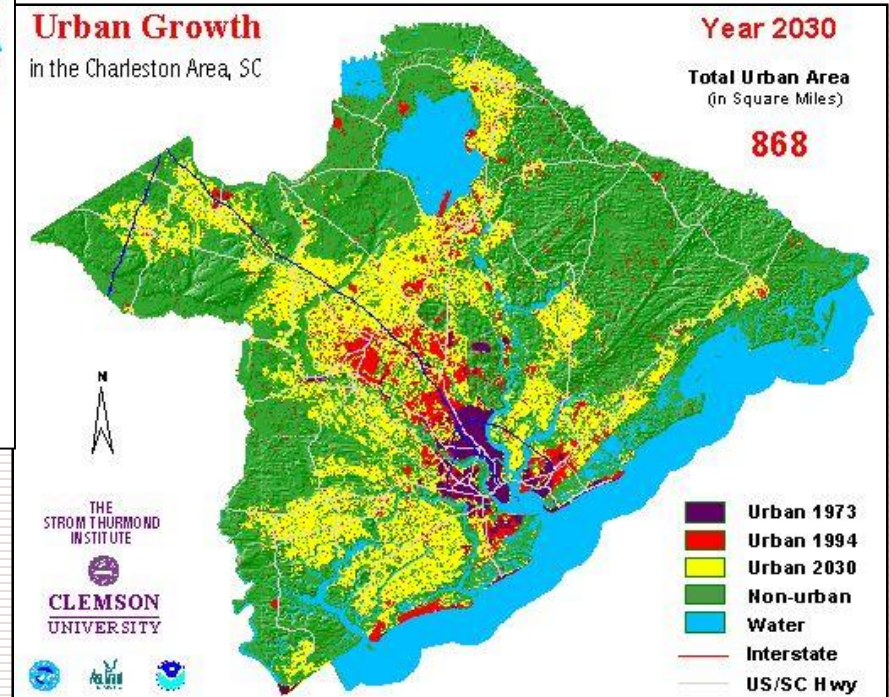 Urban Growth
in the Charleston Area, SC
Year 2030
Total Urban Area
(in Square Miles)
868
N
THE
STROM THURMOND
INSTITUTE
CLEMSON
UNIVERSITY
Urban 1973
Urban 1994
Urban 2030
Non-urban
Water
Interstate
US/SC Hwy